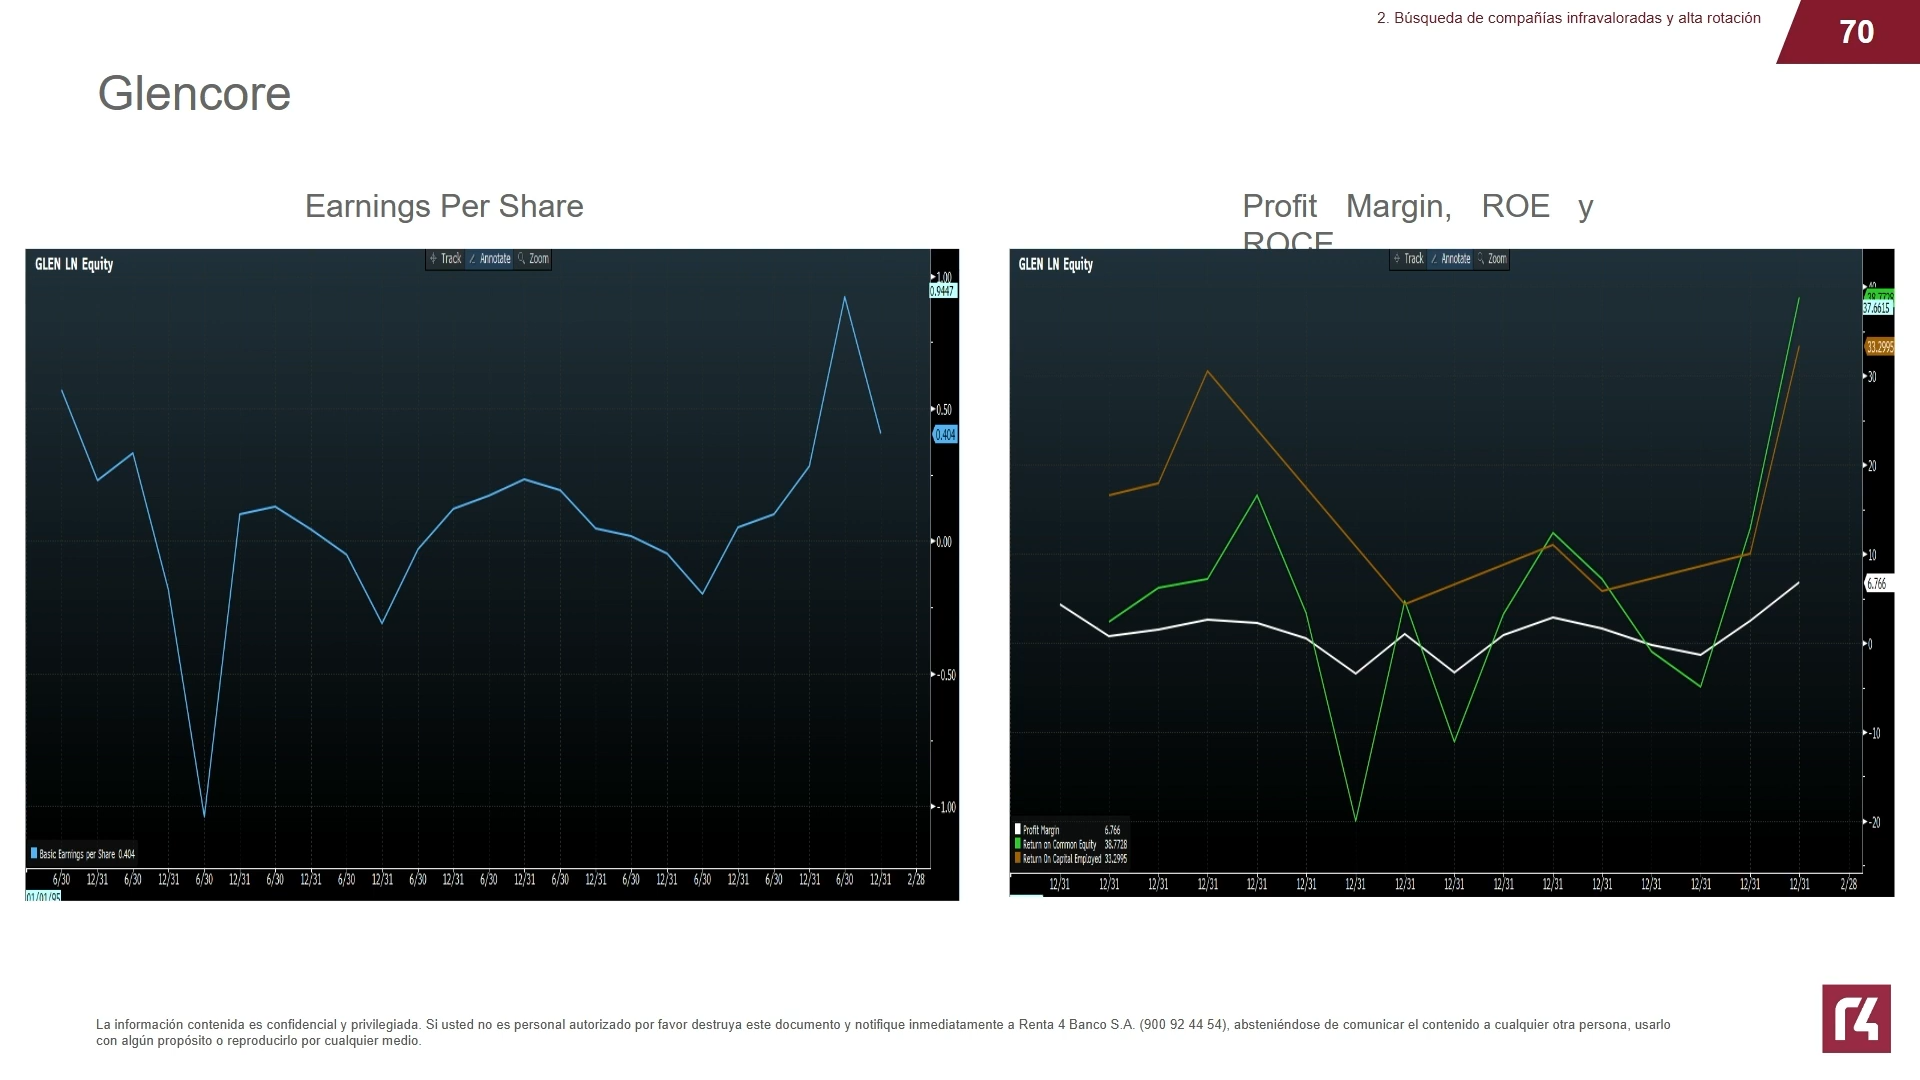 2. Búsqueda de compañías infravaloradas y alta rotación
70
Glencore
Earnings Per Share
Profit Margin, ROE y
ROCE
GLEN LN Equity
Track Annotate Zoom
1.00
0.9447
0.50
0.404
0.00
-0.50
-1.00
Basic Earnings per Share 0.404
6/30 12/31 6/30 12/31 6/30 12/31 6/30 12/31 6/30 12/31 6/30 12/31 6/30 12/31 6/30 12/31 6/30 12/31 6/30 12/31 6/30 12/31 6/30 12/31 2/28
01/01/95
GLEN LN Equity
Track Annotate Zoom
40
38.7728
37.6615
33.2995
30
20
10
6.766
0
-10
-20
Profit Margin 6.766
Return on Common Equity 38.7728
Return On Capital Employed 33.2995
12/31 12/31 12/31 12/31 12/31 12/31 12/31 12/31 12/31 12/31 12/31 12/31 12/31 12/31 12/31 12/31 2/28
La información contenida es confidencial y privilegiada. Si usted no es personal autorizado por favor destruya este documento y notifique inmediatamente a Renta 4 Banco S.A. (900 92 44 54), absteniéndose de comunicar el contenido a cualquier otra persona, usarlo
con algún propósito o reproducirlo por cualquier medio.
r4